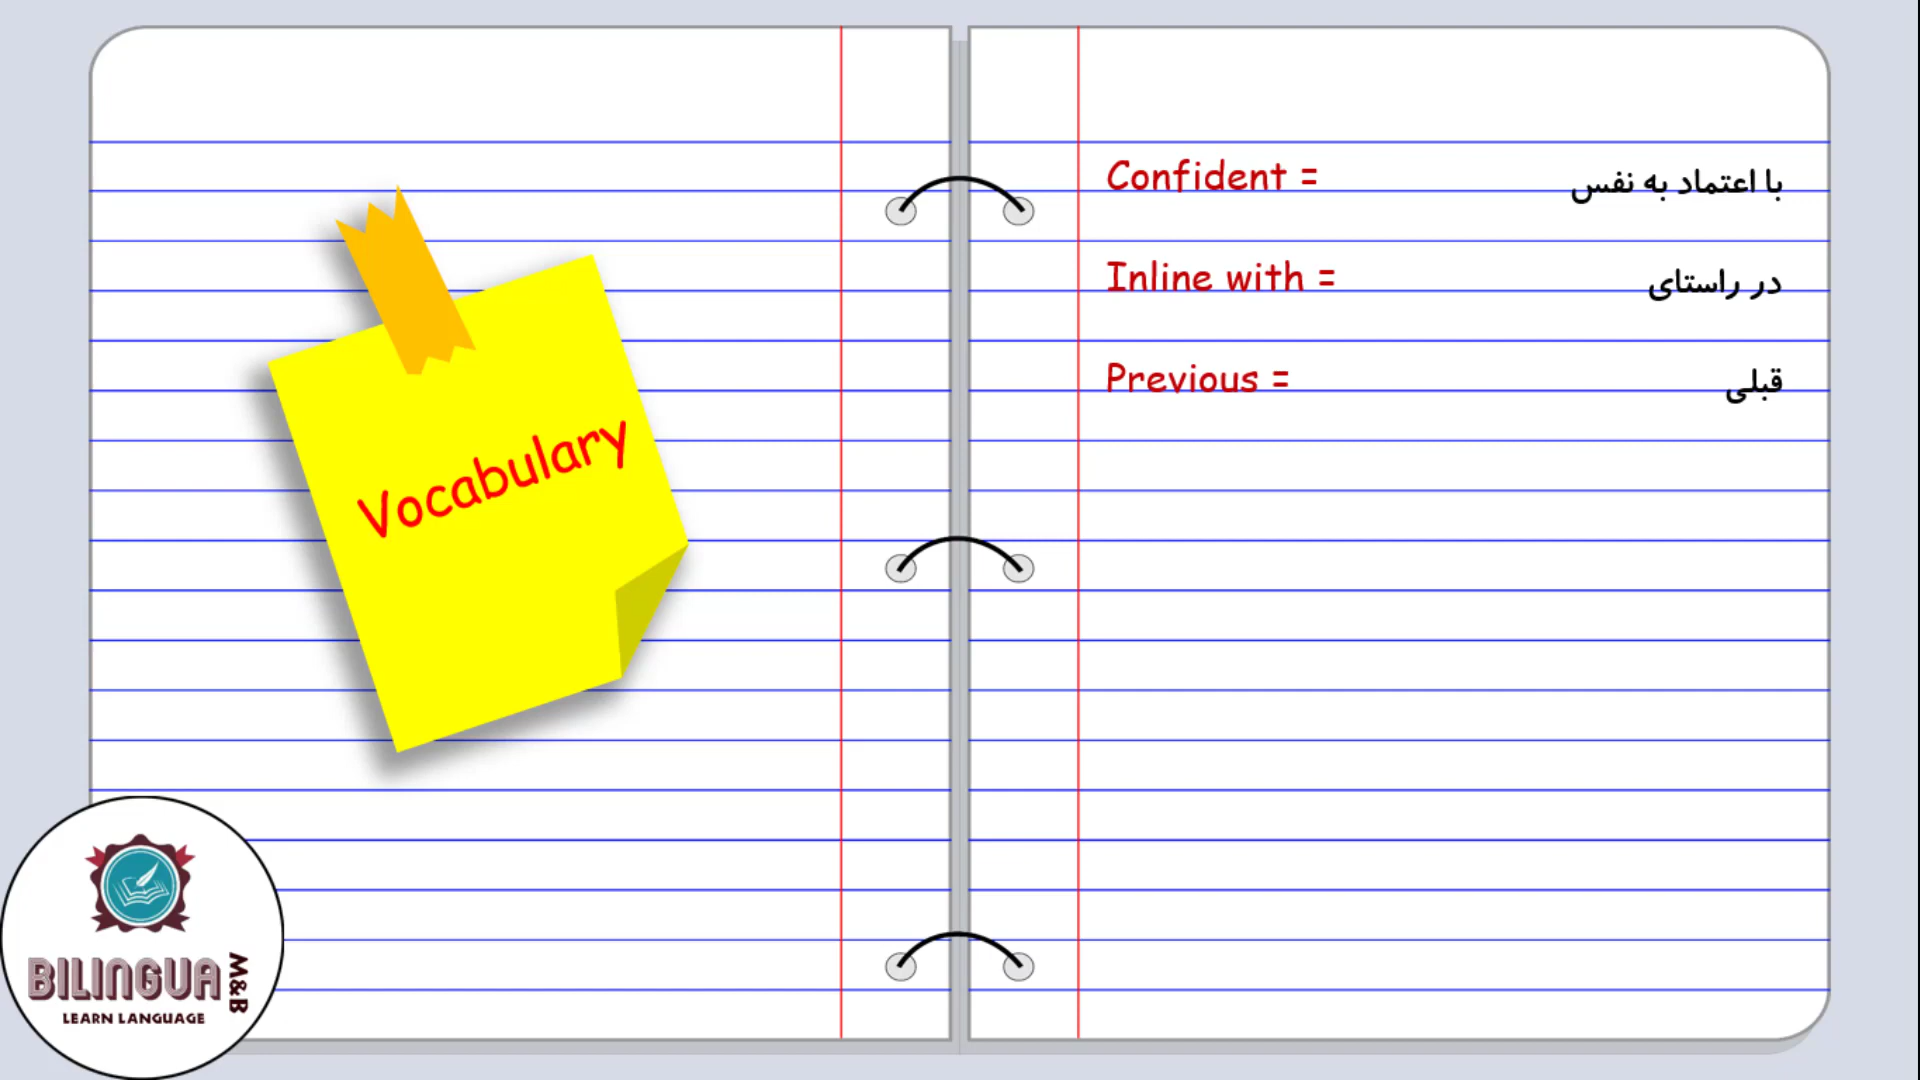 Vocabulary
Confident = با اعتماد به نفس
Inline with = در راستای
Previous = قبلی
BILINGUA M&B
LEARN LANGUAGE